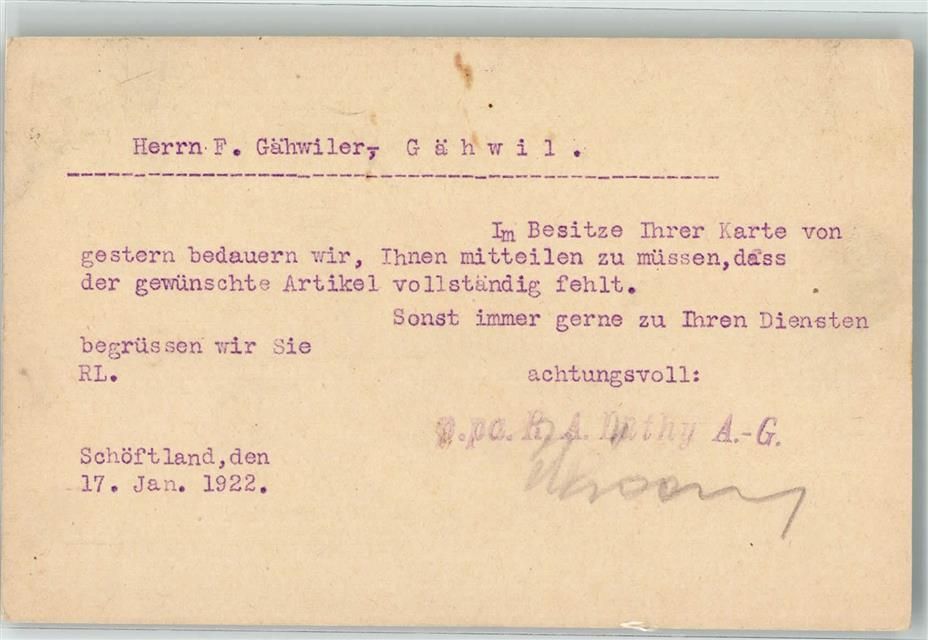 Herrn F. Gähwiler, G ä h w i l .
Im Besitze Ihrer Karte von
gestern bedauern wir, Ihnen mitteilen zu müssen, dass
der gewünschte Artikel vollständig fehlt.
Sonst immer gerne zu Ihren Diensten
begrüssen wir Sie
RL.
achtungsvoll:
p.pa. R. A. A.-G.
Schöftland, den
17. Jan. 1922.